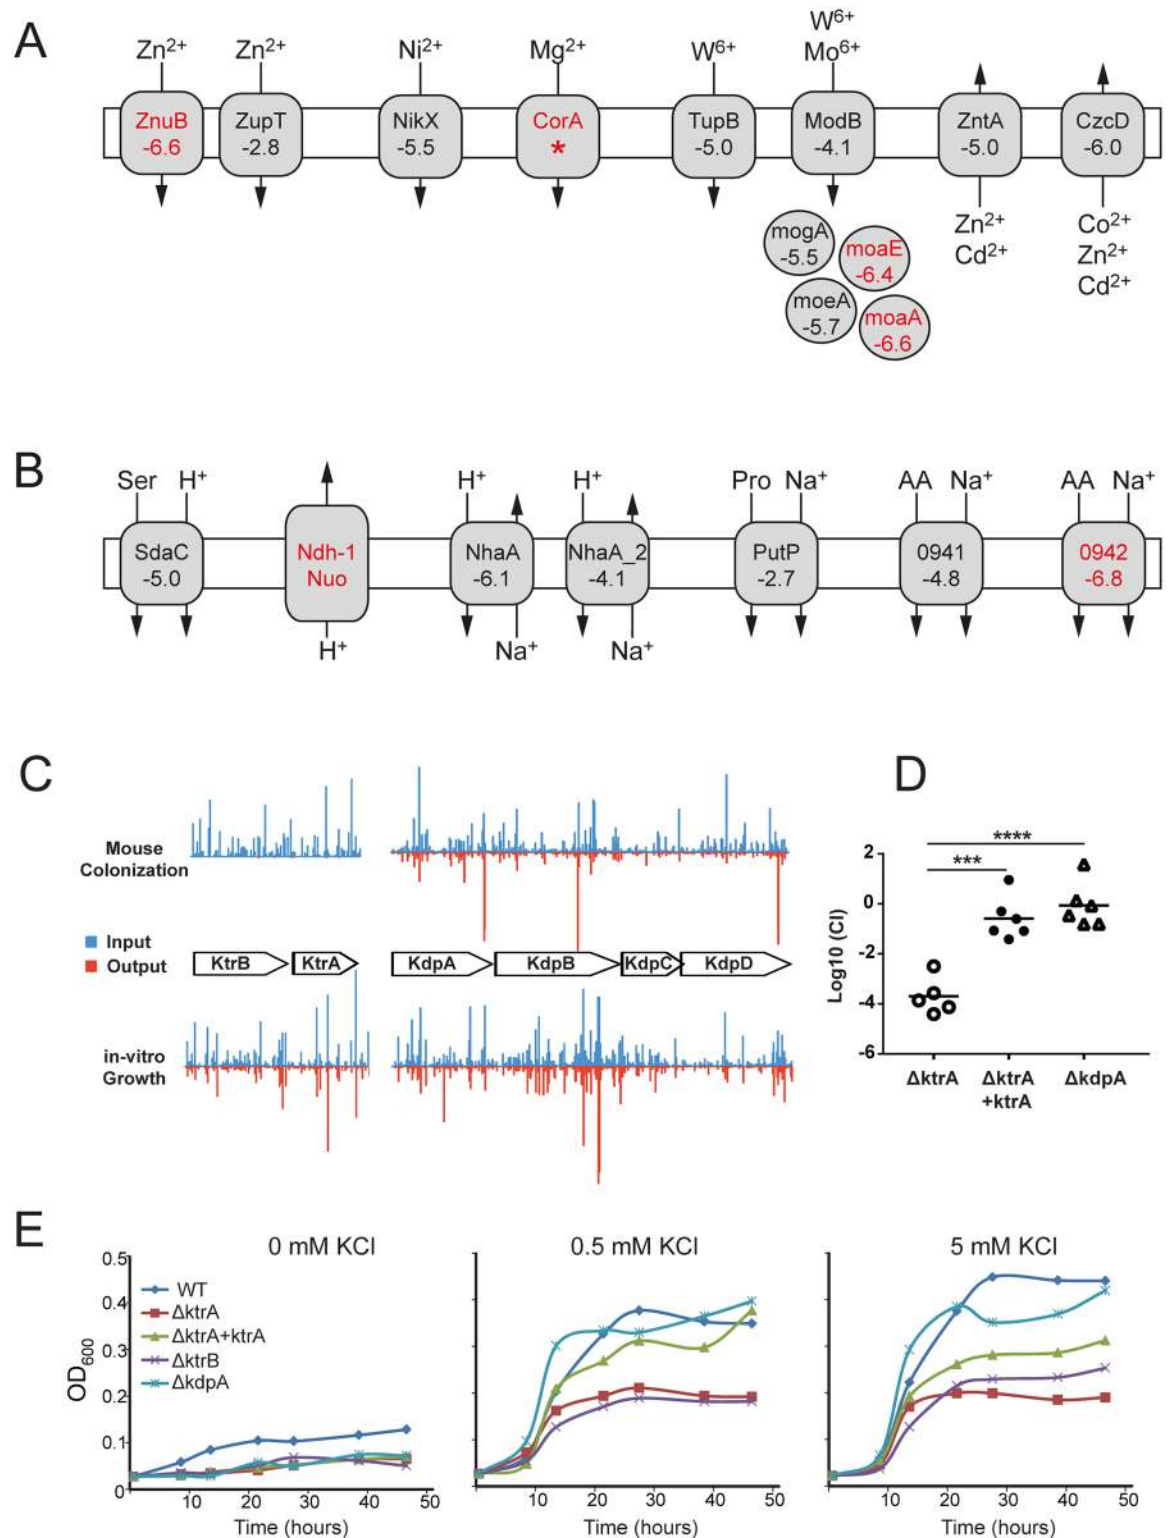 A
Zn2+ Zn2+ Ni2+ Mg2+ W6+ W6+
Mo6+
ZnuB ZupT NikX CorA TupB ModB ZntA CzcD
-6.6 -2.8 -5.5 * -5.0 -4.1 -5.0 -6.0
Zn2+ Co2+
Cd2+ Zn2+
Cd2+
mogA moaE
-5.5 -6.4
moeA moaA
-5.7 -6.6
B
Ser H+ H+ H+ Pro Na+ AA Na+ AA Na+
SdaC Ndh-1 NhaA NhaA_2 PutP 0941 0942
-5.0 Nuo -6.1 -4.1 -2.7 -4.8 -6.8
H+ Na+ Na+
C
Mouse
Colonization
Input
Output
KtrB KtrA KdpA KdpB KdpC KdpD
in-vitro
Growth
D
****
***
Log10 (CI)
2
0
-2
-4
-6
ΔktrA ΔktrA ΔkdpA
+ktrA
E
0 mM KCl 0.5 mM KCl 5 mM KCl
OD600
0.5
0.4
0.3
0.2
0.1
0
WT
ΔktrA
ΔktrA+ktrA
ΔktrB
ΔkdpA
10 20 30 40 50 10 20 30 40 50 10 20 30 40 50
Time (hours) Time (hours) Time (hours)